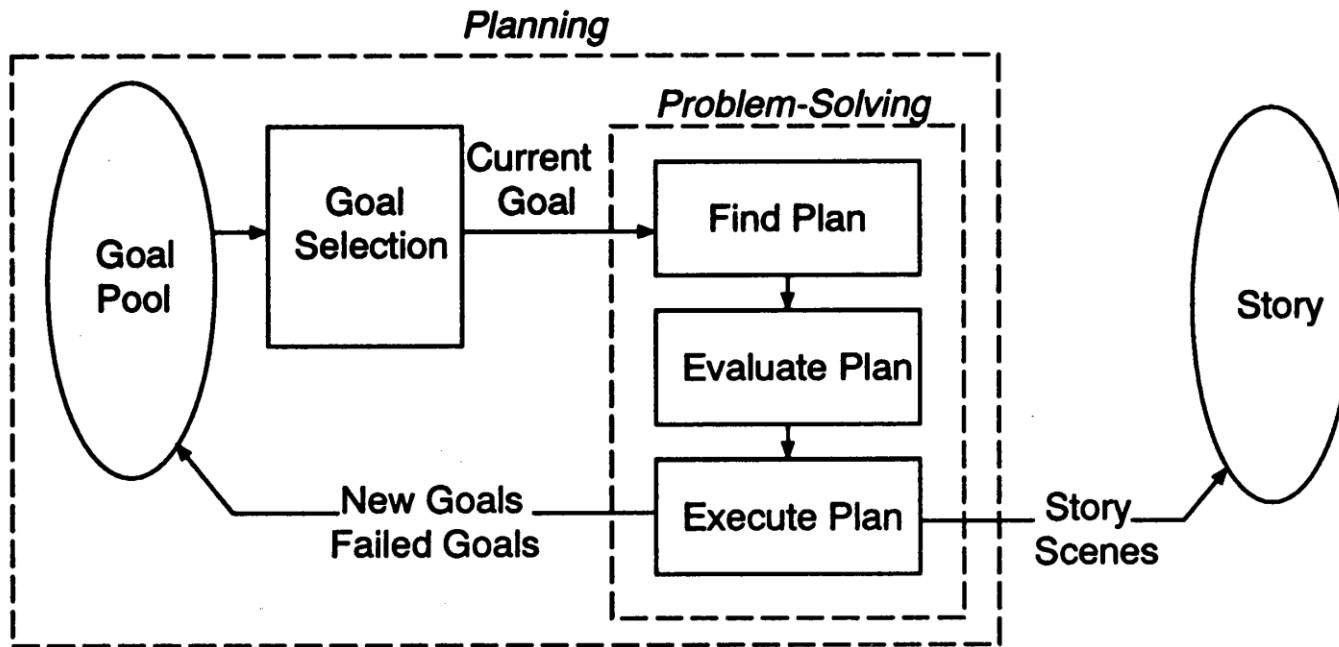 Planning
Problem-Solving
Goal
Pool
Goal
Selection
Current
Goal
Find Plan
Evaluate Plan
Execute Plan
New Goals
Failed Goals
Story
Scenes
Story